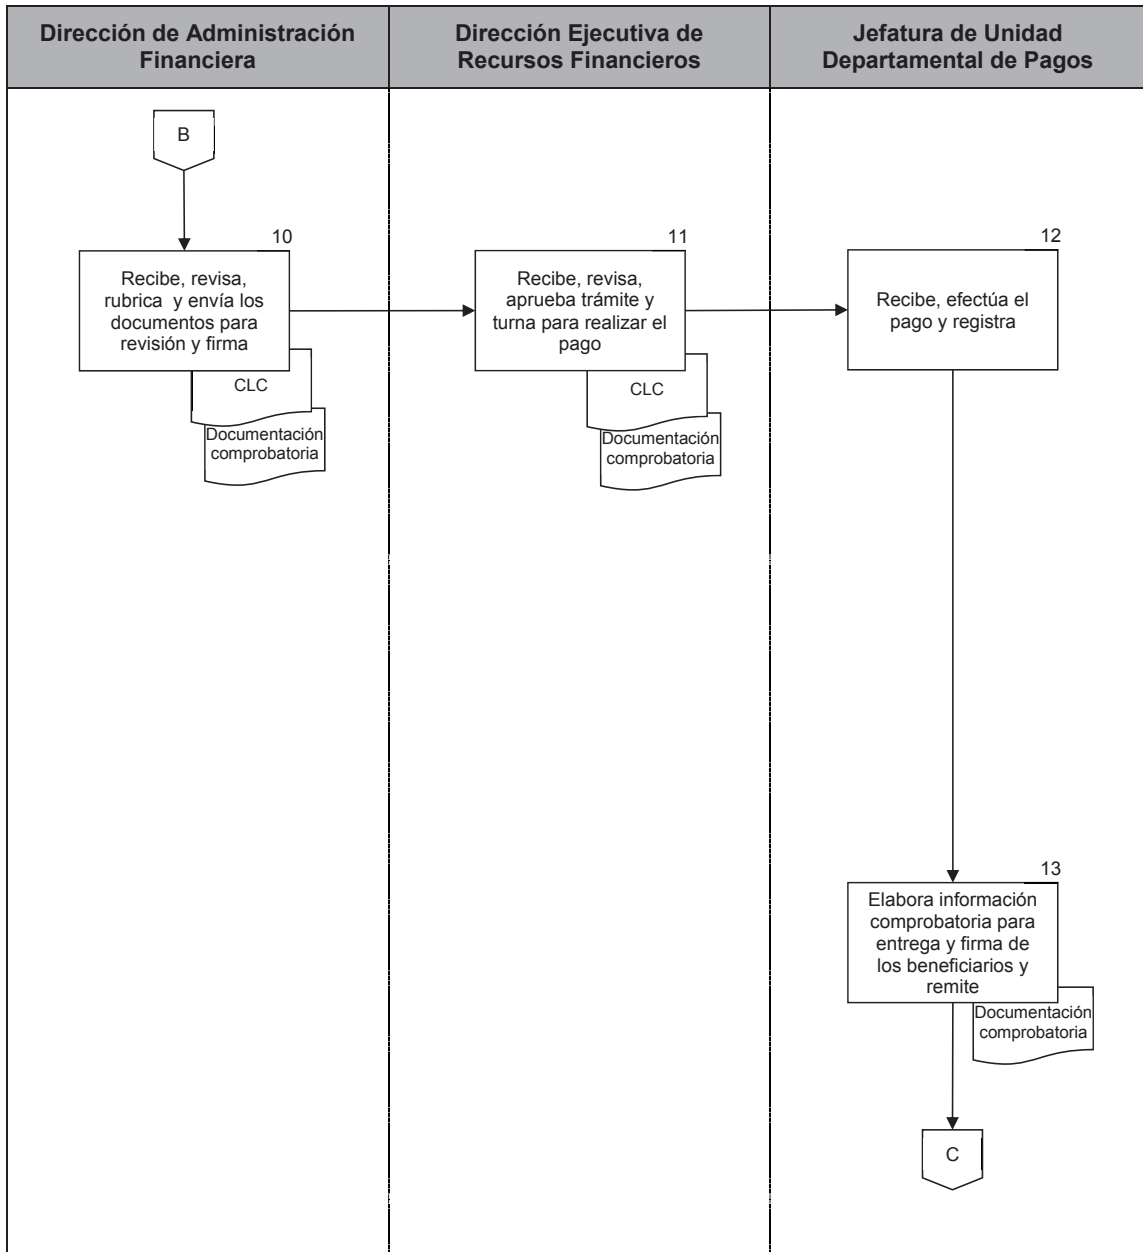 Dirección de Administración
Financiera
Dirección Ejecutiva de
Recursos Financieros
Jefatura de Unidad
Departamental de Pagos
B
10
Recibe, revisa,
rubrica y envía los
documentos para
revisión y firma
CLC
Documentación
comprobatoria
11
Recibe, revisa,
aprueba trámite y
turna para realizar el
pago
CLC
Documentación
comprobatoria
12
Recibe, efectúa el
pago y registra
13
Elabora información
comprobatoria para
entrega y firma de
los beneficiarios y
remite
Documentación
comprobatoria
C